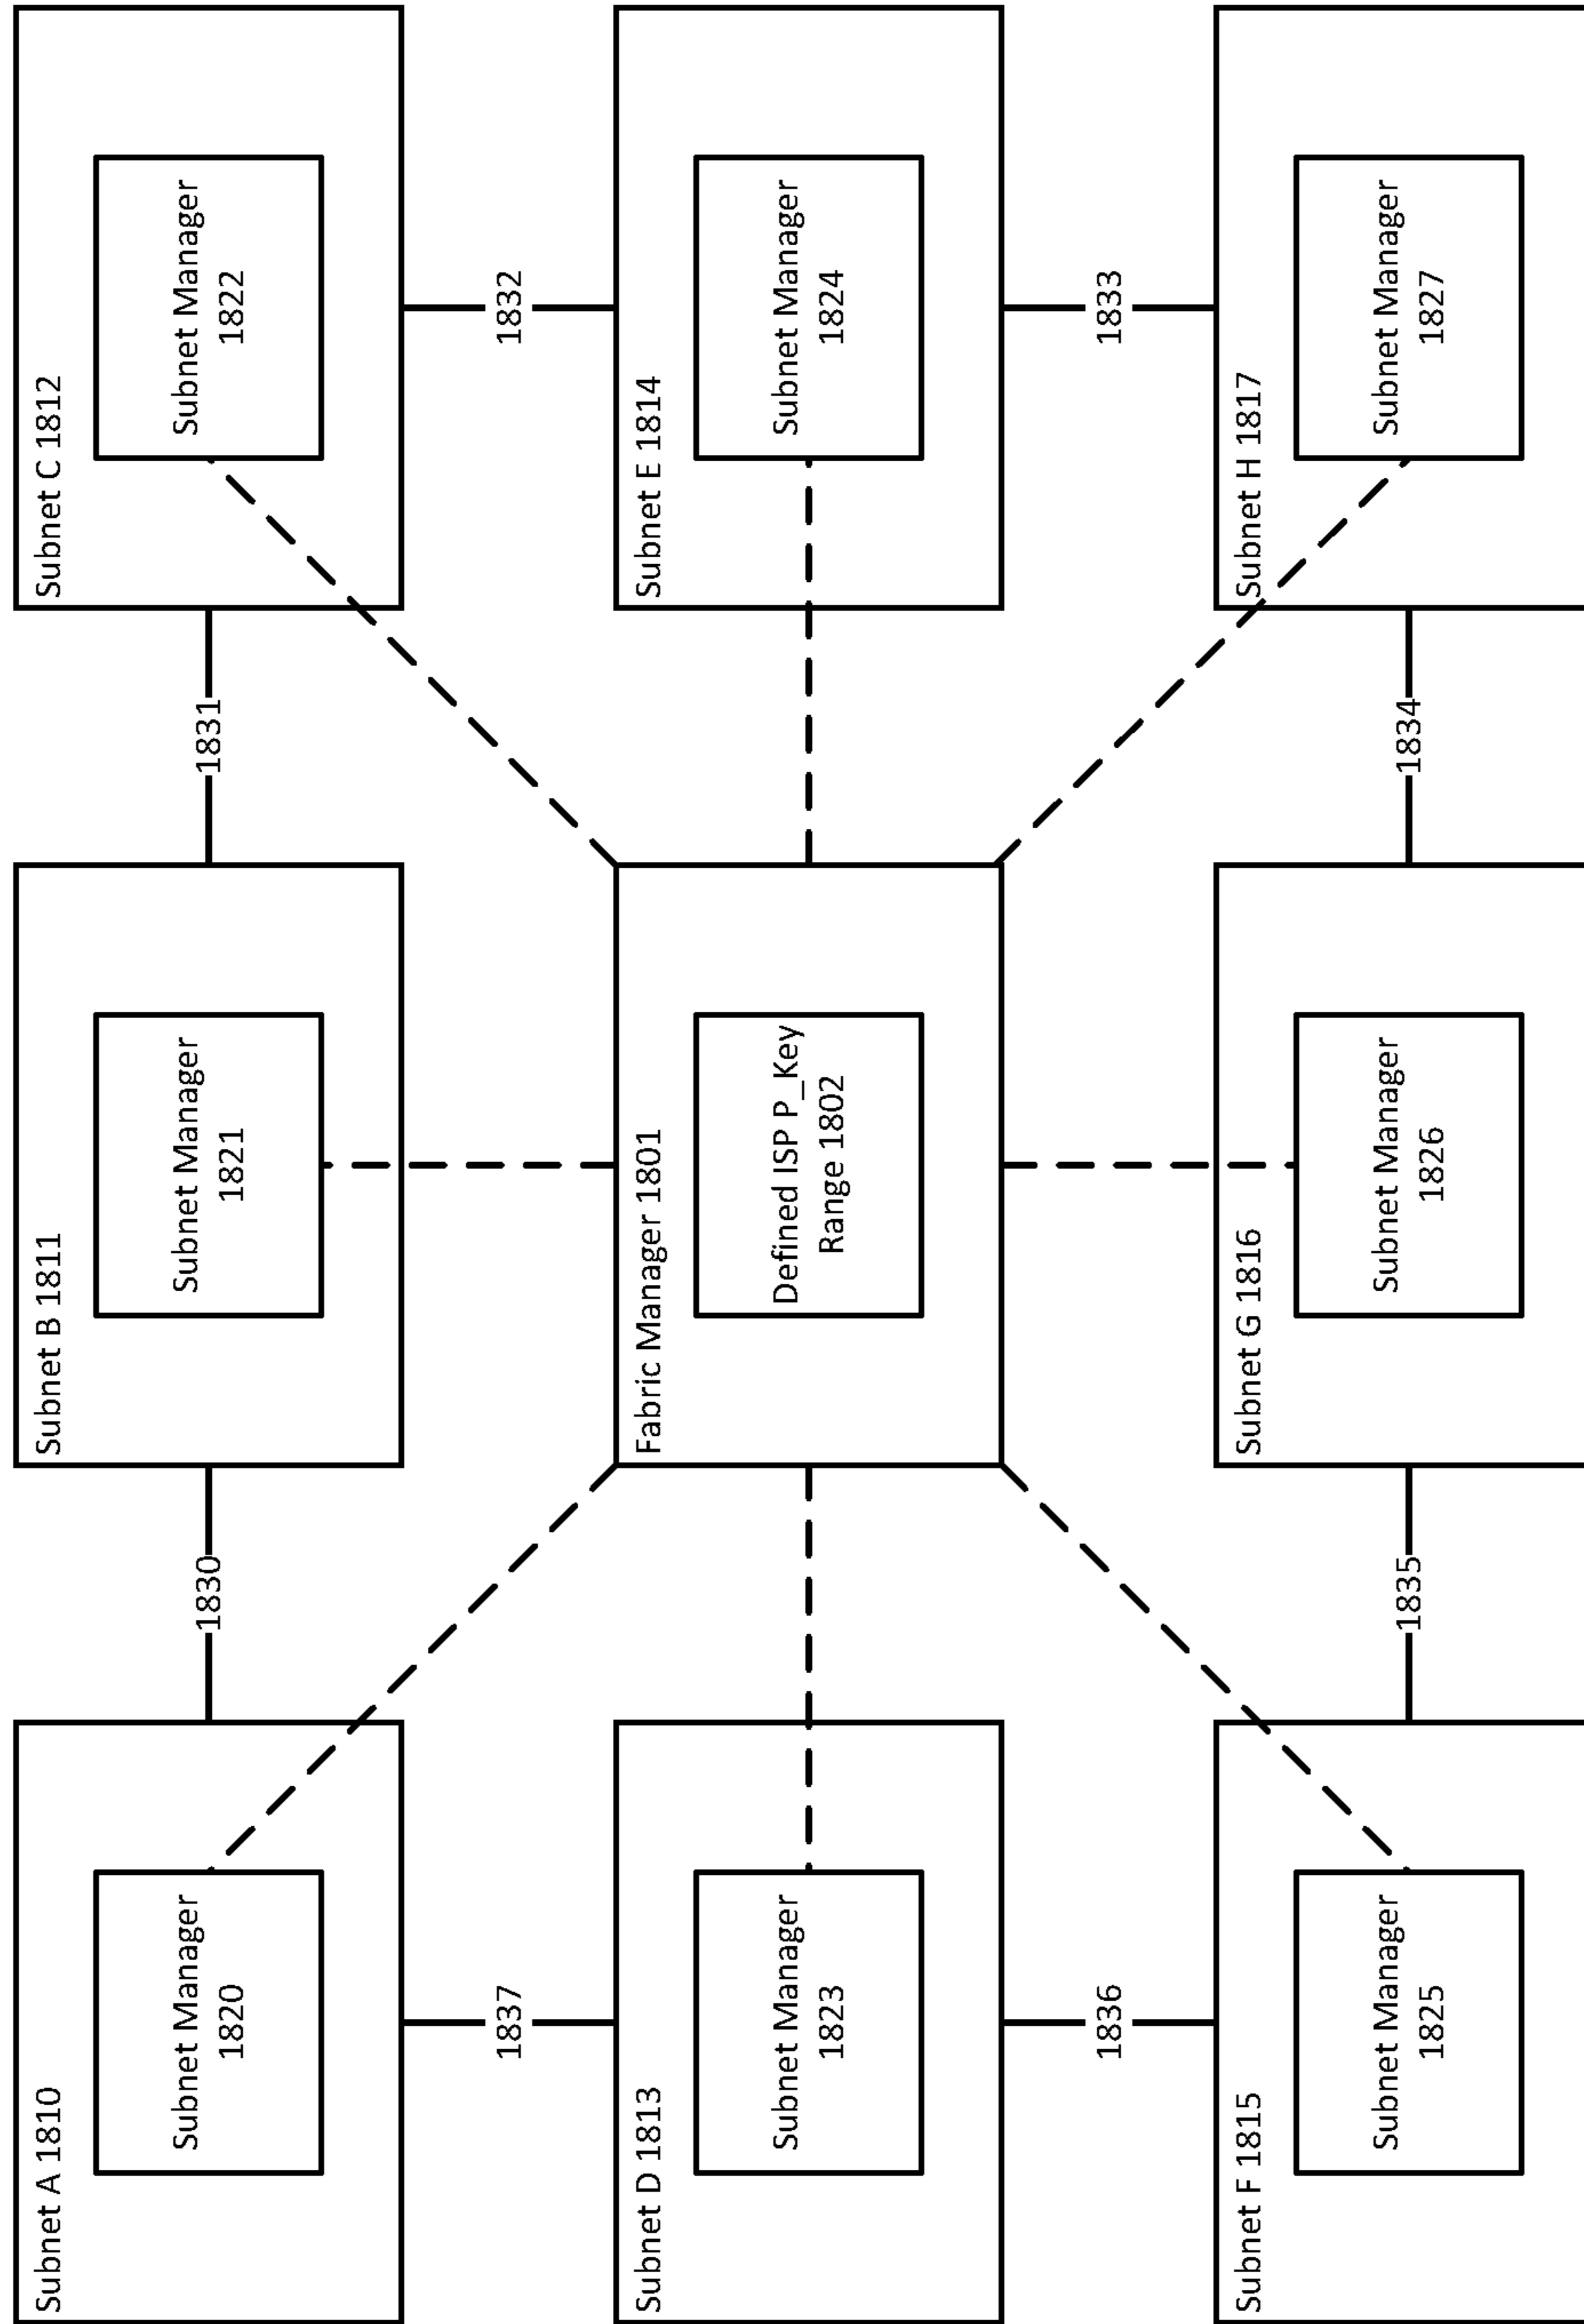 Subnet A 1810
Subnet Manager
1820
1830
Subnet B 1811
Subnet Manager
1821
1831
Subnet C 1812
Subnet Manager
1822
1837
1832
Subnet D 1813
Subnet Manager
1823
Fabric Manager 1801
Defined ISP P_Key
Range 1802
Subnet E 1814
Subnet Manager
1824
1836
1833
Subnet F 1815
Subnet Manager
1825
1835
Subnet G 1816
Subnet Manager
1826
1834
Subnet H 1817
Subnet Manager
1827